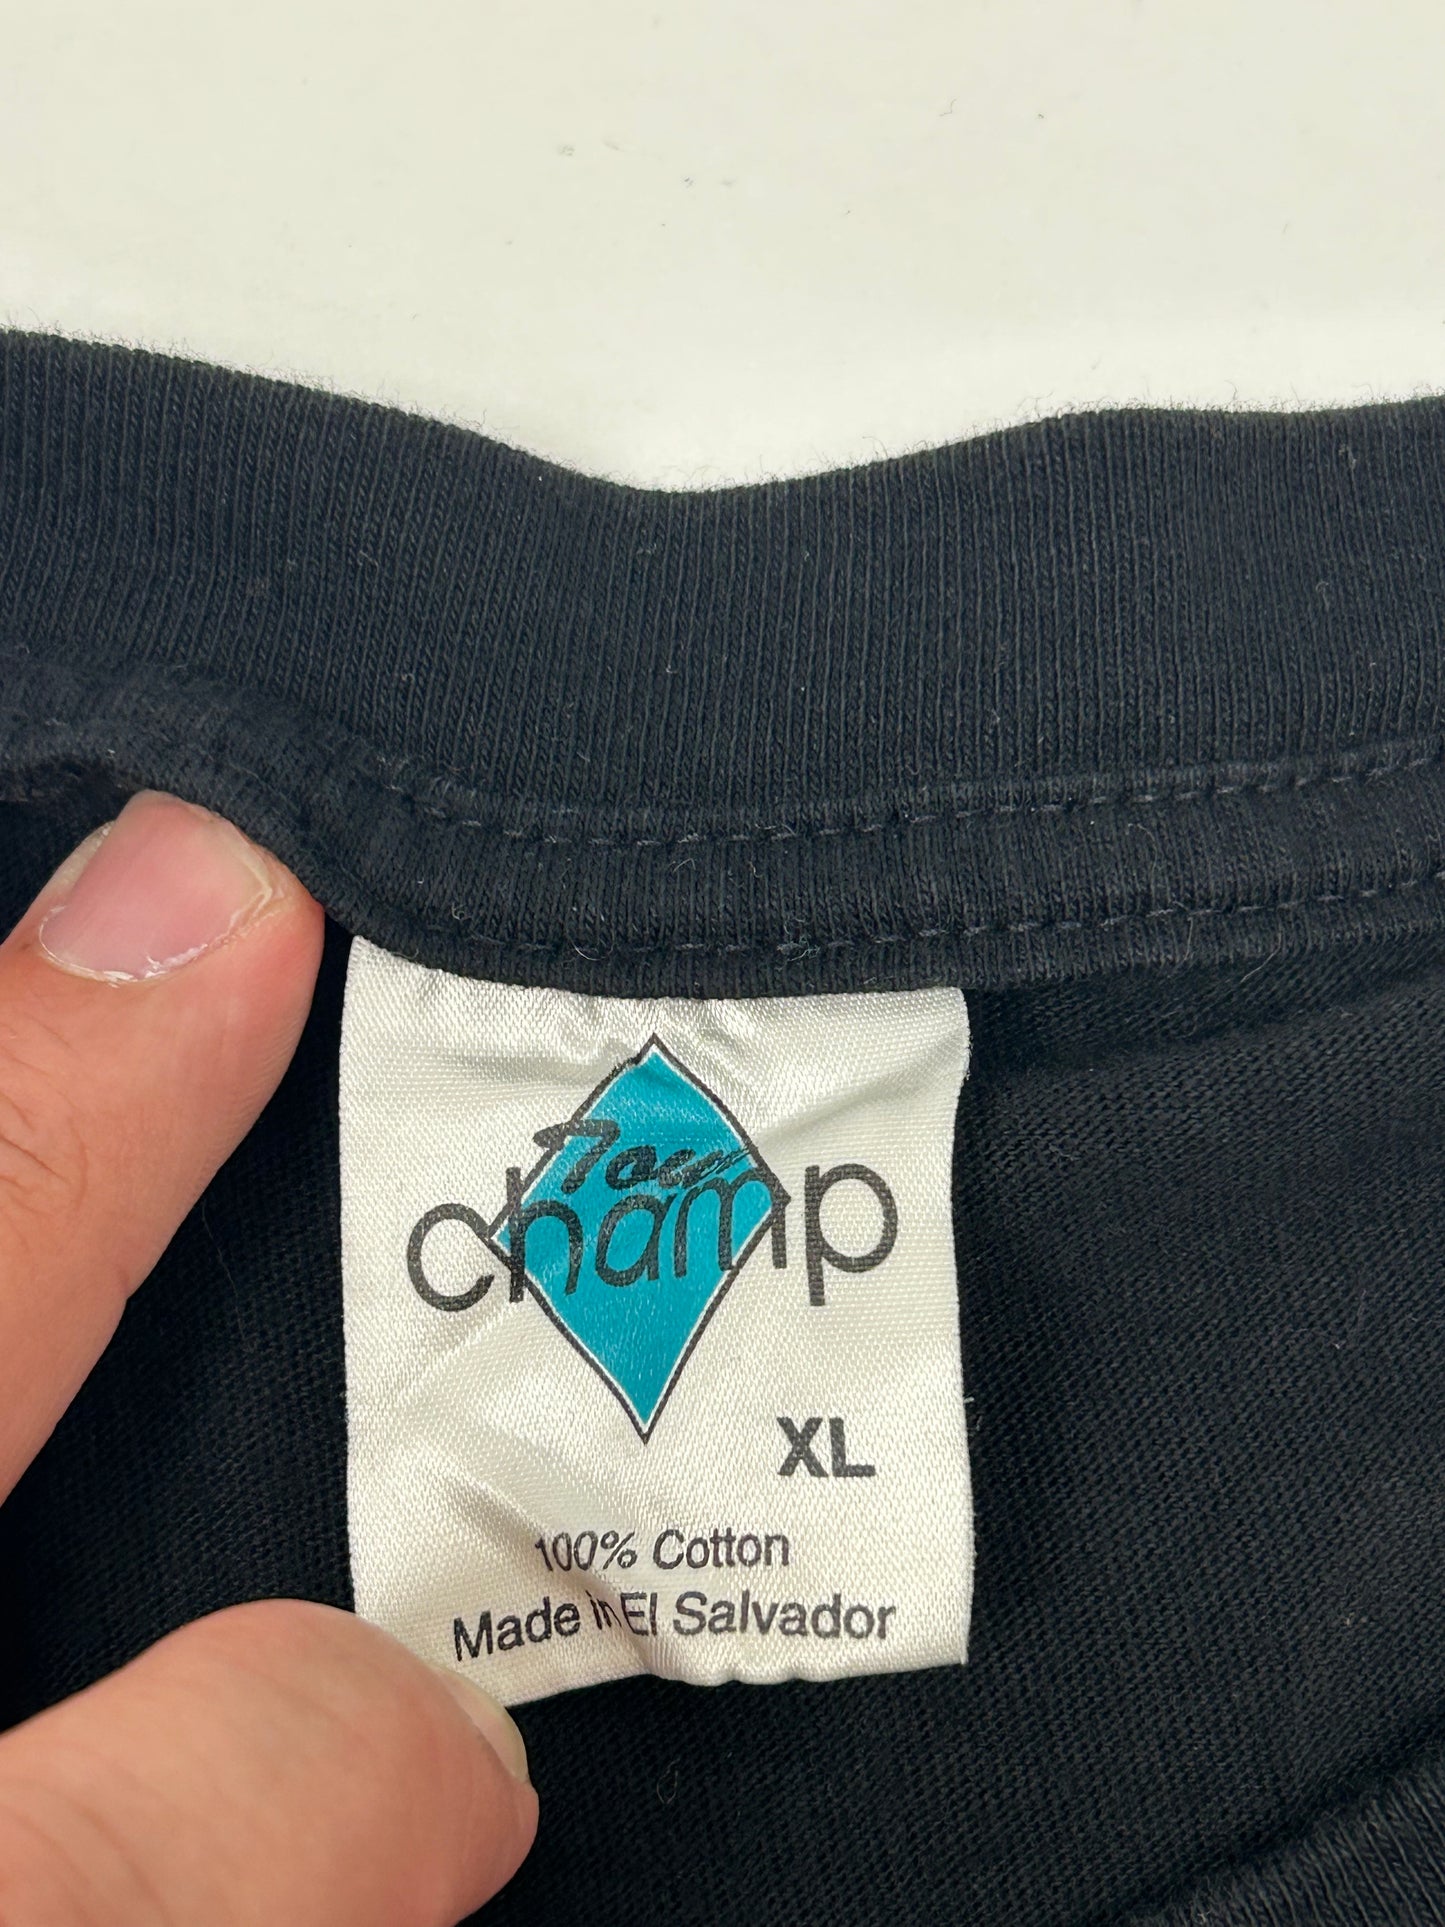 Tour
champ
XL
100% Cotton
Made in El Salvador